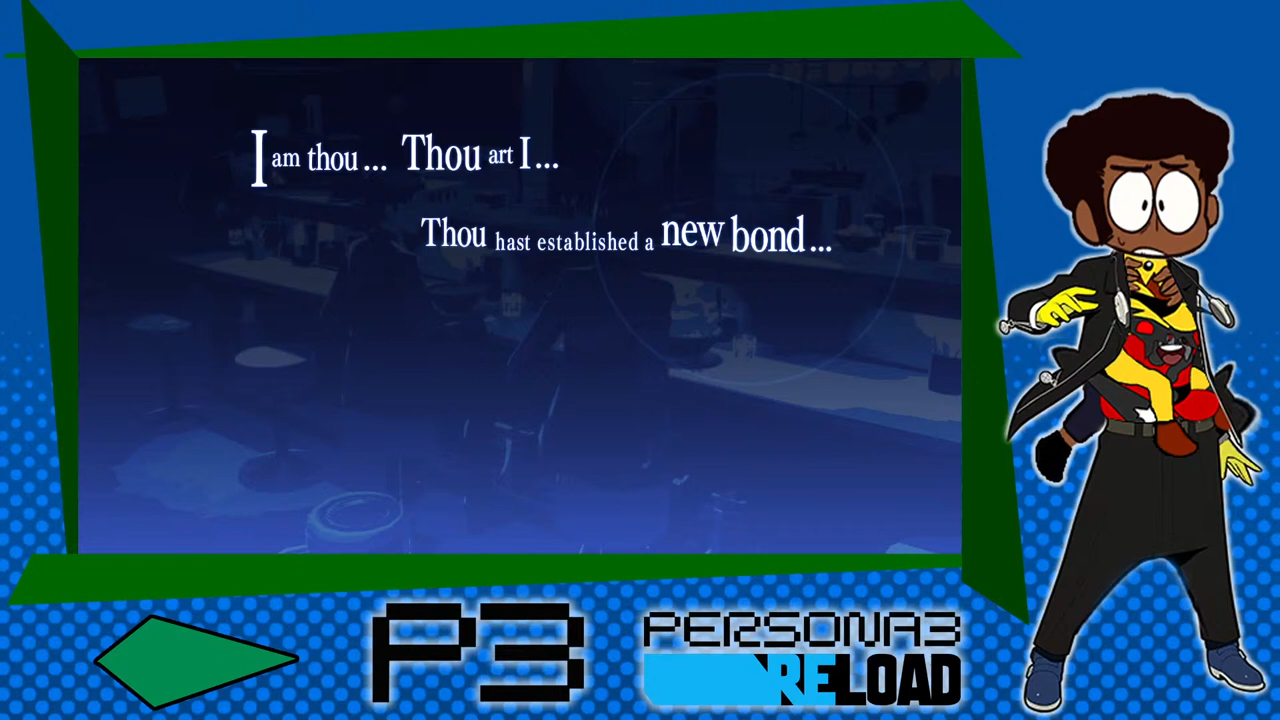 I am thou... Thou art I...
Thou hast established a new bond...
P3
PERSONA3
RELOAD